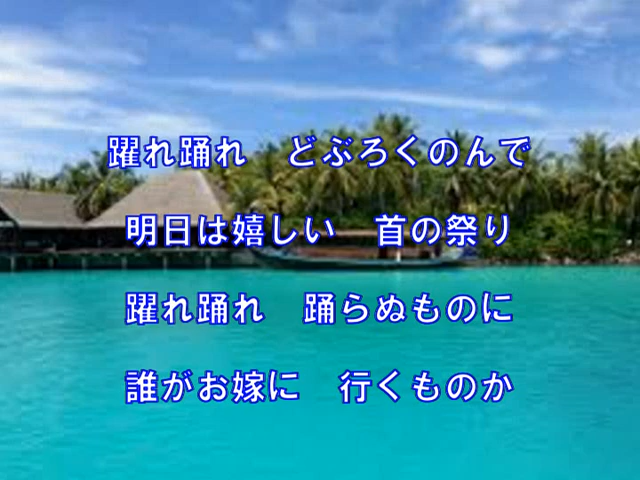 躍れ踊れ　どぶろくのんで
明日は嬉しい　首の祭り
躍れ踊れ　踊らぬものに
誰がお嫁に　行くものか